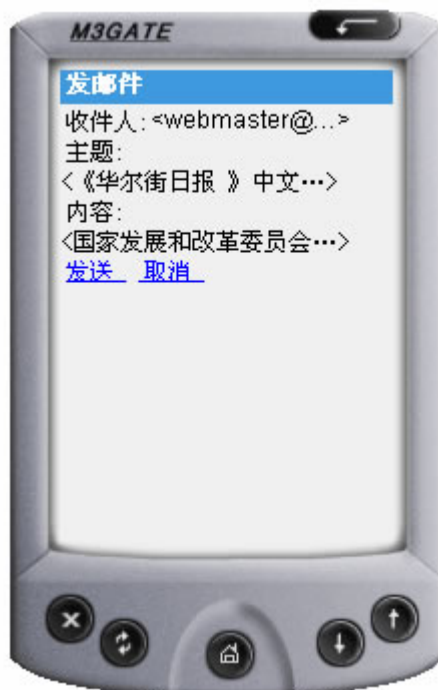 M3GATE
发邮件
收件人: <webmaster@...>
主题:
<《华尔街日报 》中文…>
内容:
<国家发展和改革委员会…>
发送 取消